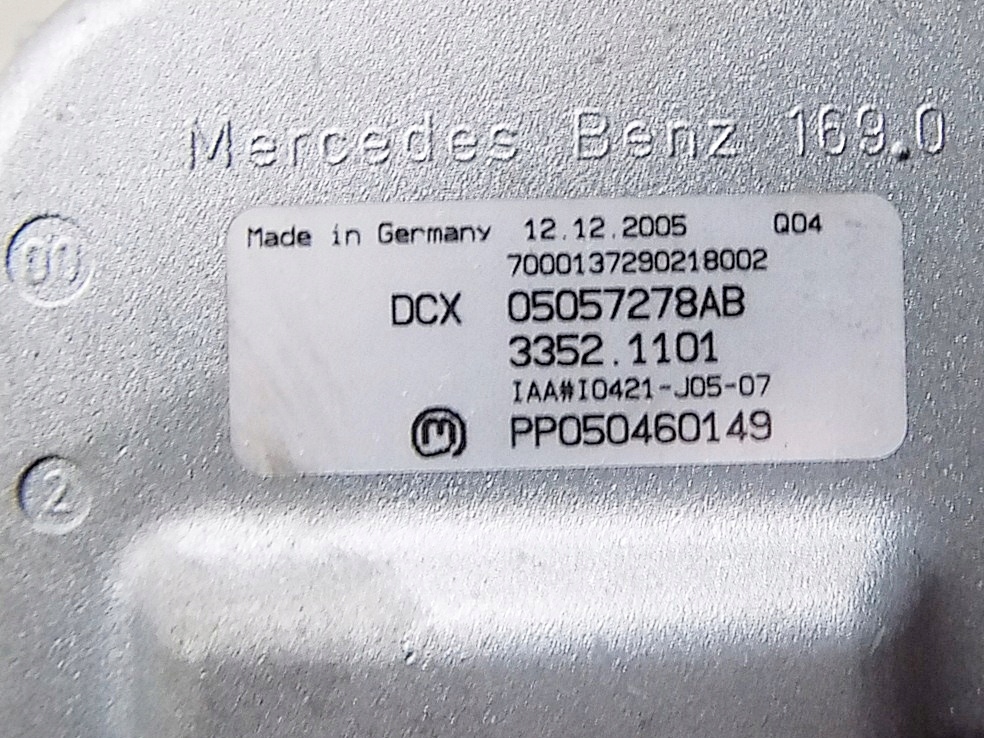 Mercedes Benz 169.0
Made in Germany 12.12.2005 Q04
7000137290218002
DCX 05057278AB
3352.1101
IAA#I0421-J05-07
M PP050460149
00
2